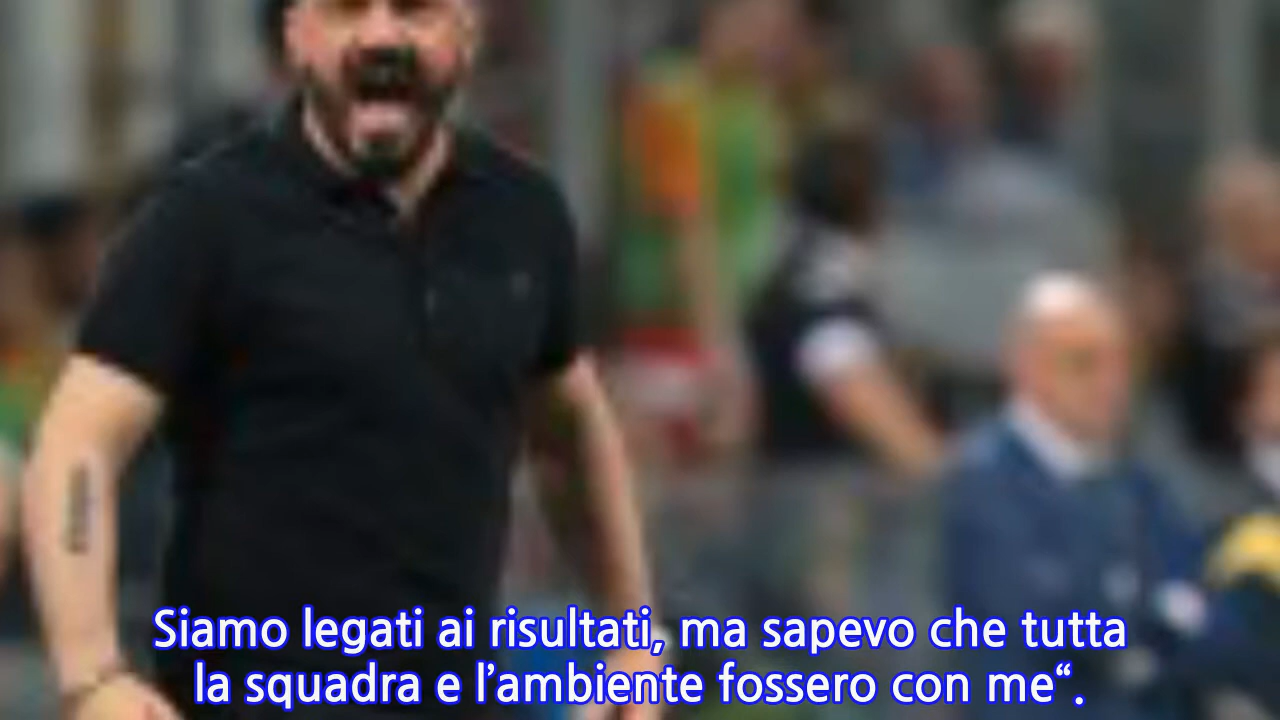 Siamo legati ai risultati, ma sapevo che tutta
la squadra e l’ambiente fossero con me“.